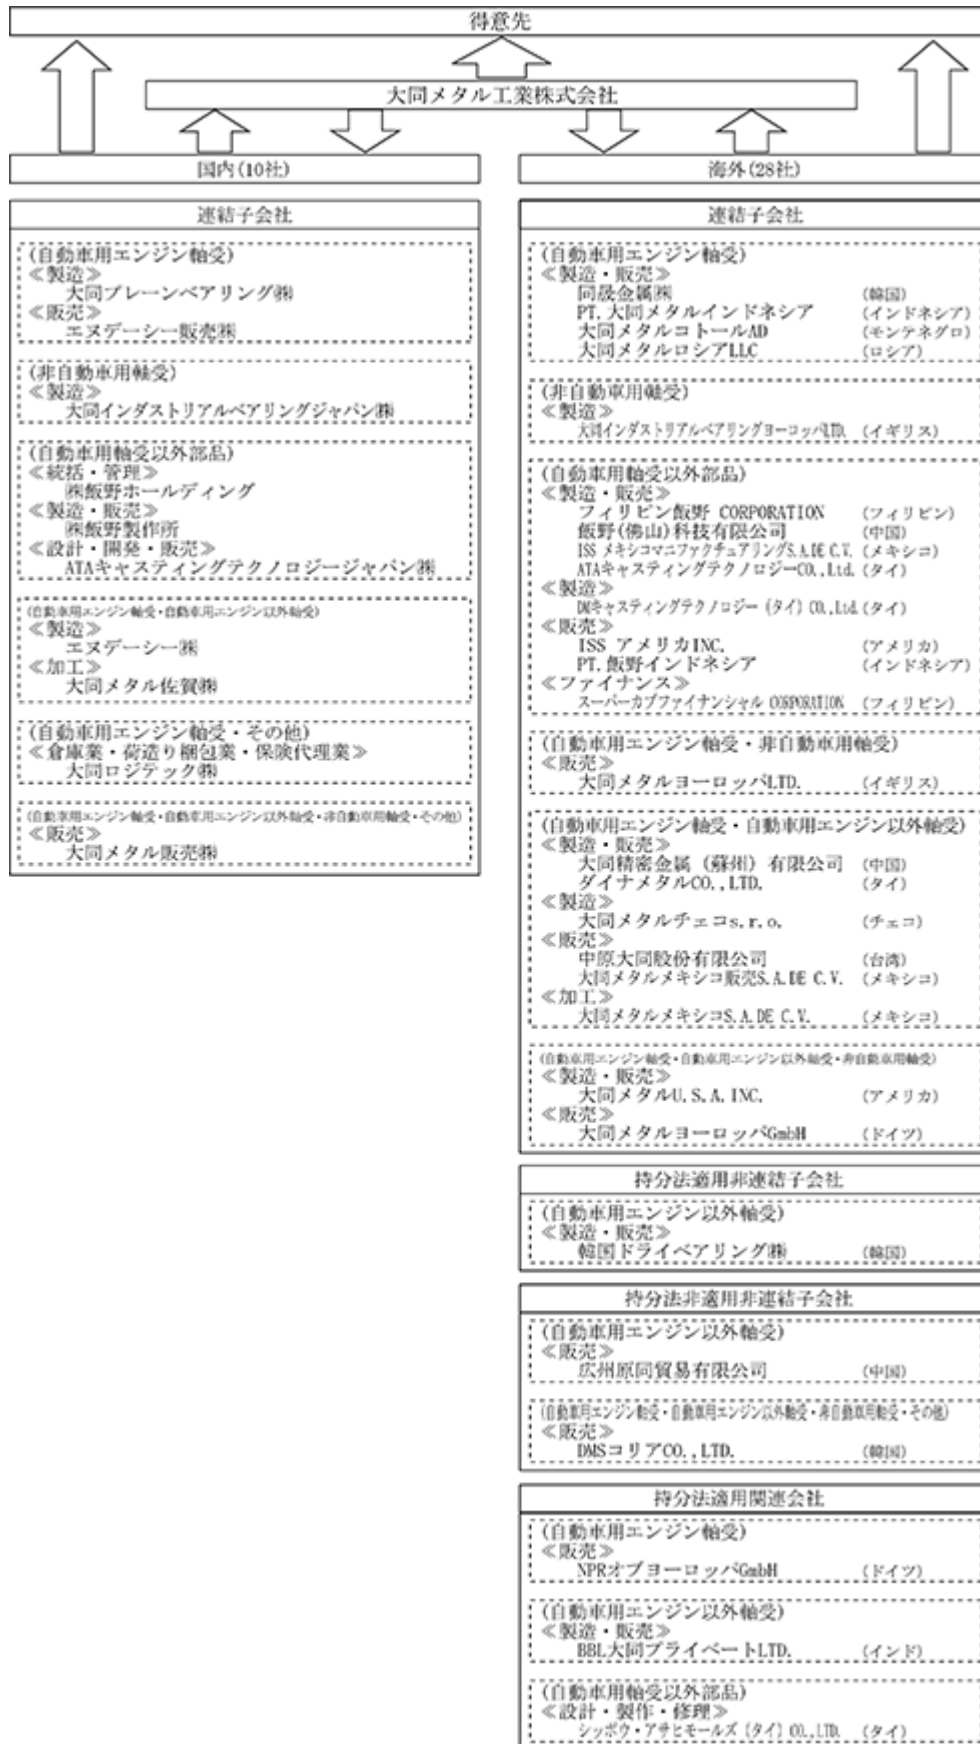 得意先
大同メタル工業株式会社
国内(10社)
連結子会社
(自動車用エンジン軸受)
≪製造≫
大同プレーンベアリング㈱
≪販売≫
エヌデーシー販売㈱
(非自動車用軸受)
≪製造≫
大同インダストリアルベアリングジャパン㈱
(自動車用軸受以外部品)
≪統括・管理≫
㈱飯野ホールディング
≪製造・販売≫
㈱飯野製作所
≪設計・開発・販売≫
ATAキャスティングテクノロジージャパン㈱
(自動車用エンジン軸受・自動車用エンジン以外軸受)
≪製造≫
エヌデーシー㈱
≪加工≫
大同メタル佐賀㈱
(自動車用エンジン軸受・その他)
≪倉庫業・荷造り梱包業・保険代理業≫
大同ロジテック㈱
(自動車用エンジン軸受・自動車用エンジン以外軸受・非自動車用軸受・その他)
≪販売≫
大同メタル販売㈱
海外(28社)
連結子会社
(自動車用エンジン軸受)
≪製造・販売≫
同晟金属㈱ (韓国)
PT.大同メタルインドネシア (インドネシア)
大同メタルコトールAD (モンテネグロ)
大同メタルロシアLLC (ロシア)
(非自動車用軸受)
≪製造≫
大同インダストリアルベアリングヨーロッパLTD. (イギリス)
(自動車用軸受以外部品)
≪製造・販売≫
フィリピン飯野 CORPORATION (フィリピン)
飯野(佛山)科技有限公司 (中国)
ISS メキシコマニファクチュアリングS.A.DE C.V. (メキシコ)
ATAキャスティングテクノロジーCO.,Ltd. (タイ)
≪製造≫
DMキャスティングテクノロジー (タイ) CO.,Ltd. (タイ)
≪販売≫
ISS アメリカINC. (アメリカ)
PT.飯野インドネシア (インドネシア)
≪ファイナンス≫
スーパーカブファイナンシャル CORPORATION (フィリピン)
(自動車用エンジン軸受・非自動車用軸受)
≪販売≫
大同メタルヨーロッパLTD. (イギリス)
(自動車用エンジン軸受・自動車用エンジン以外軸受)
≪製造・販売≫
大同精密金属 (蘇州) 有限公司 (中国)
ダイナメタルCO.,LTD. (タイ)
≪製造≫
大同メタルチェコs.r.o. (チェコ)
≪販売≫
中原大同股份有限公司 (台湾)
大同メタルメキシコ販売S.A.DE C.V. (メキシコ)
≪加工≫
大同メタルメキシコS.A.DE C.V. (メキシコ)
(自動車用エンジン軸受・自動車用エンジン以外軸受・非自動車用軸受)
≪製造・販売≫
大同メタルU.S.A.INC. (アメリカ)
≪販売≫
大同メタルヨーロッパGmbH (ドイツ)
持分法適用非連結子会社
(自動車用エンジン以外軸受)
≪製造・販売≫
韓国ドライベアリング㈱ (韓国)
持分法非適用非連結子会社
(自動車用エンジン以外軸受)
≪販売≫
広州原同貿易有限公司 (中国)
(自動車用エンジン軸受・自動車用エンジン以外軸受・非自動車用軸受・その他)
≪販売≫
DMSコリアCO.,LTD. (韓国)
持分法適用関連会社
(自動車用エンジン軸受)
≪販売≫
NPRオブヨーロッパGmbH (ドイツ)
(自動車用エンジン以外軸受)
≪製造・販売≫
BBL大同プライベートLTD. (インド)
(自動車用軸受以外部品)
≪設計・製作・修理≫
シッポウ・アサヒモールズ (タイ) CO.,LTD. (タイ)